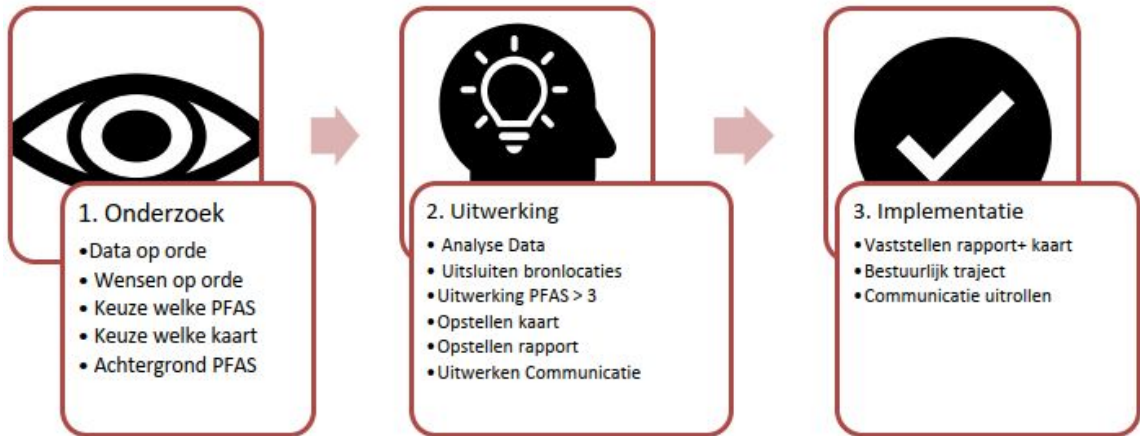 1. Onderzoek
•Data op orde
• Wensen op orde
• Keuze welke PFAS
• Keuze welke kaart
• Achtergrond PFAS
2. Uitwerking
• Analyse Data
• Uitsluiten bronlocaties
•Uitwerking PFAS > 3
•Opstellen kaart
•Opstellen rapport
•Uitwerken Communicatie
3. Implementatie
•Vaststellen rapport+ kaart
•Bestuurlijk traject
•Communicatie uitrollen